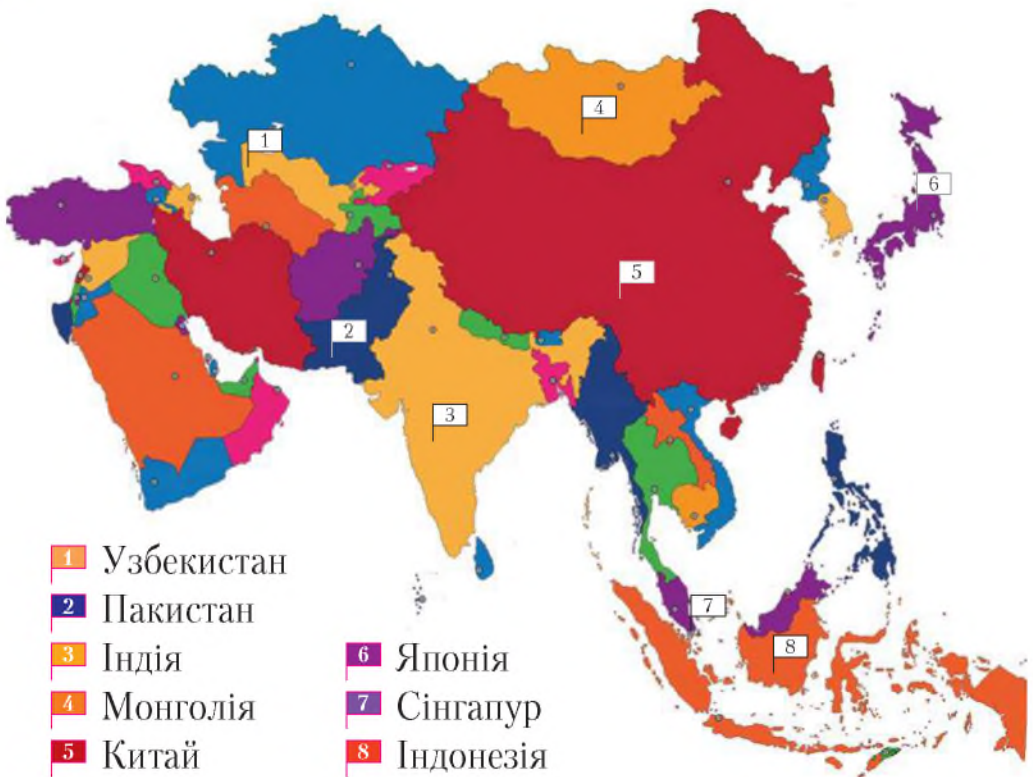 1
4
6
5
2
3
7
8
1 Узбекистан
2 Пакистан
3 Індія
4 Монголія
5 Китай
6 Японія
7 Сінгапур
8 Індонезія